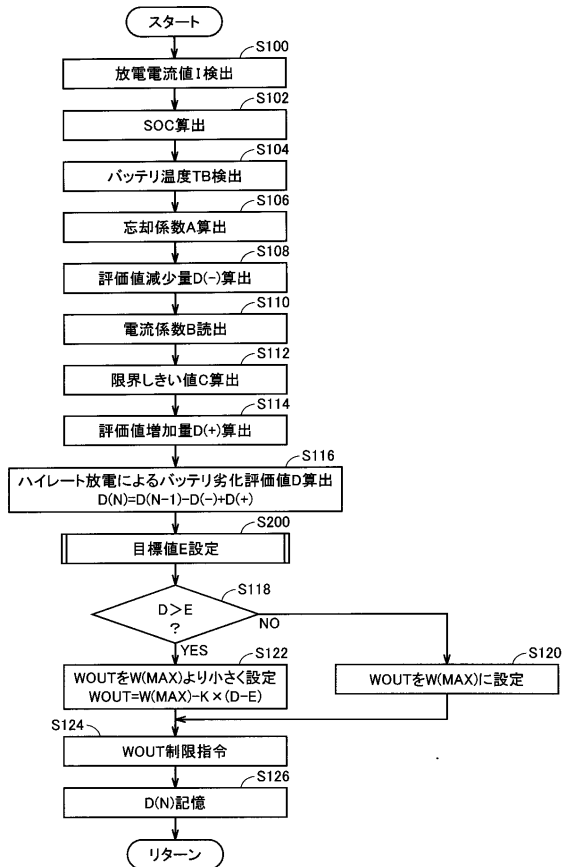 スタート
S100
放電電流値I検出
S102
SOC算出
S104
バッテリ温度TB検出
S106
忘却係数A算出
S108
評価値減少量D(-)算出
S110
電流係数B読出
S112
限界しきい値C算出
S114
評価値増加量D(+)算出
S116
ハイレート放電によるバッテリ劣化評価値D算出
D(N)=D(N-1)-D(-)+D(+)
S200
目標値E設定
S118
D>E
?
NO
YES
S122
WOUTをW(MAX)より小さく設定
WOUT=W(MAX)-K×(D-E)
S120
WOUTをW(MAX)に設定
S124
WOUT制限指令
S126
D(N)記憶
リターン